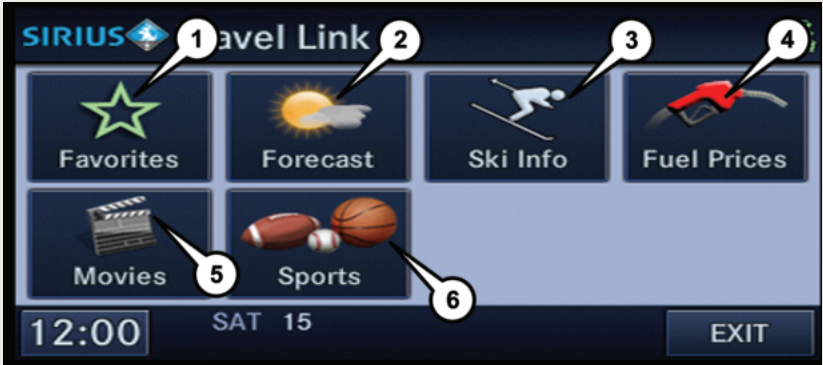 SIRIUS avel Link
1 2 3 4
Favorites Forecast Ski Info Fuel Prices
5 6
Movies Sports
12:00 SAT 15 EXIT